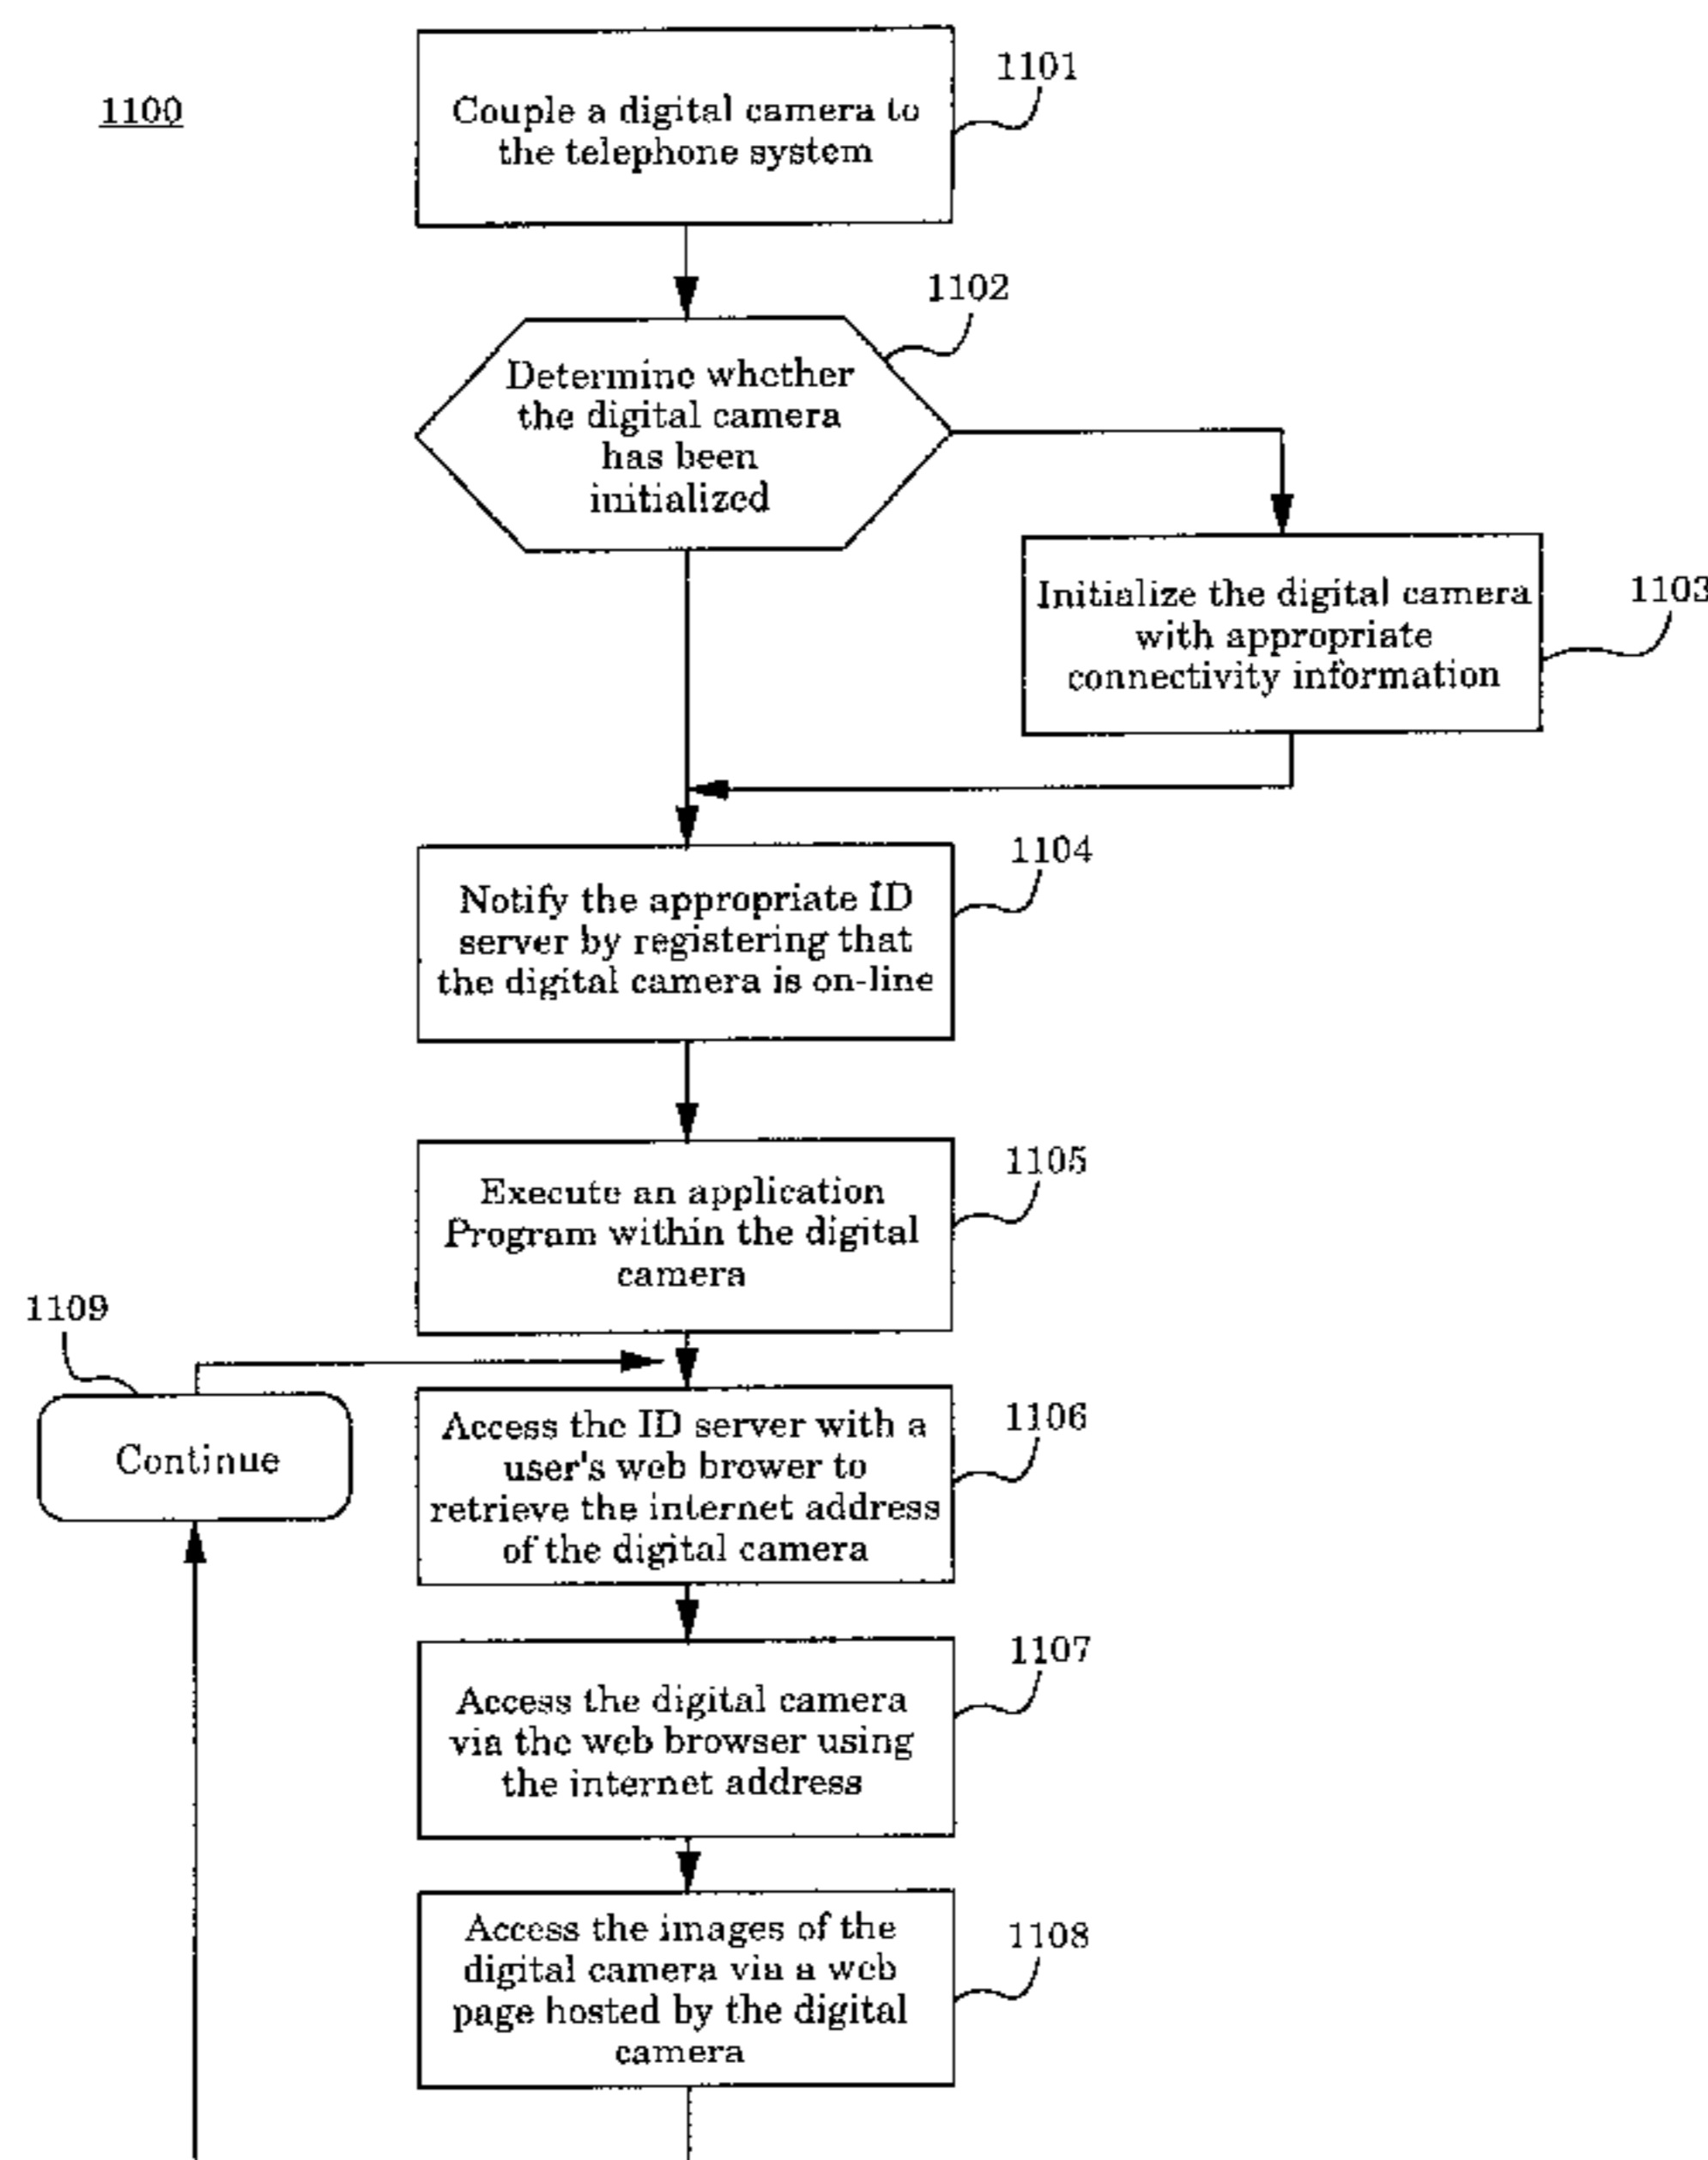 1100
1101
Couple a digital camera to
the telephone system
1102
Determine whether
the digital camera
has been
initialized
1103
Initialize the digital camera
with appropriate
connectivity information
1104
Notify the appropriate ID
server by registering that
the digital camera is on-line
1105
Execute an application
Program within the digital
camera
1109
Continue
1106
Access the ID server with a
user's web brower to
retrieve the internet address
of the digital camera
1107
Access the digital camera
via the web browser using
the internet address
1108
Access the images of the
digital camera via a web
page hosted by the digital
camera